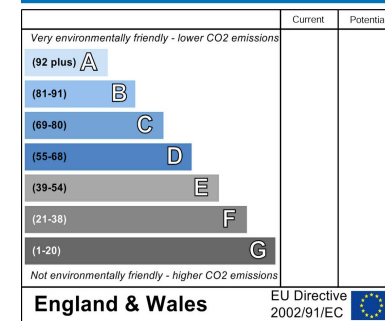 Current Potential
Very environmentally friendly - lower CO2 emissions
(92 plus) A
(81-91) B
(69-80) C
(55-68) D
(39-54) E
(21-38) F
(1-20) G
Not environmentally friendly - higher CO2 emissions
England & Wales
EU Directive
2002/91/EC